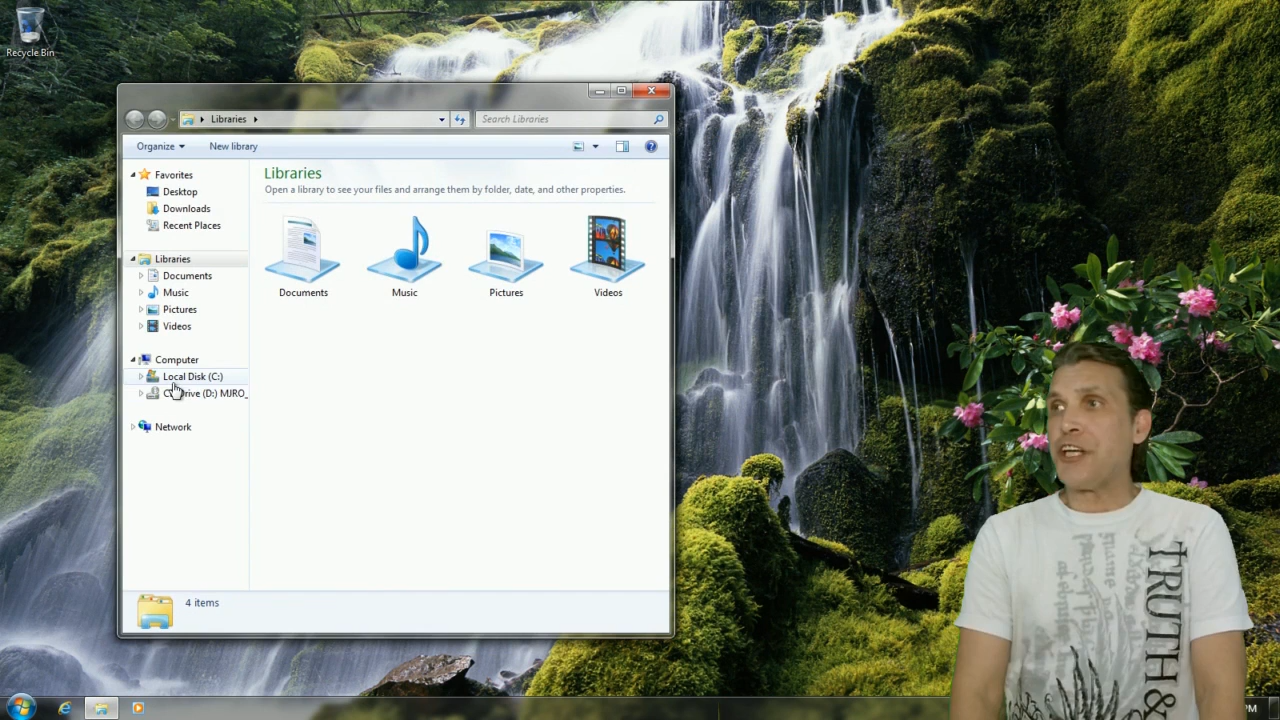 Recycle Bin
Libraries
Search Libraries
Organize
New library
Favorites
Desktop
Downloads
Recent Places
Libraries
Documents
Music
Pictures
Videos
Computer
Local Disk (C:)
Drive (D:) MJRO_
Network
Libraries
Open a library to see your files and arrange them by folder, date, and other properties.
Documents
Music
Pictures
Videos
4 items
TRUTH &
PM